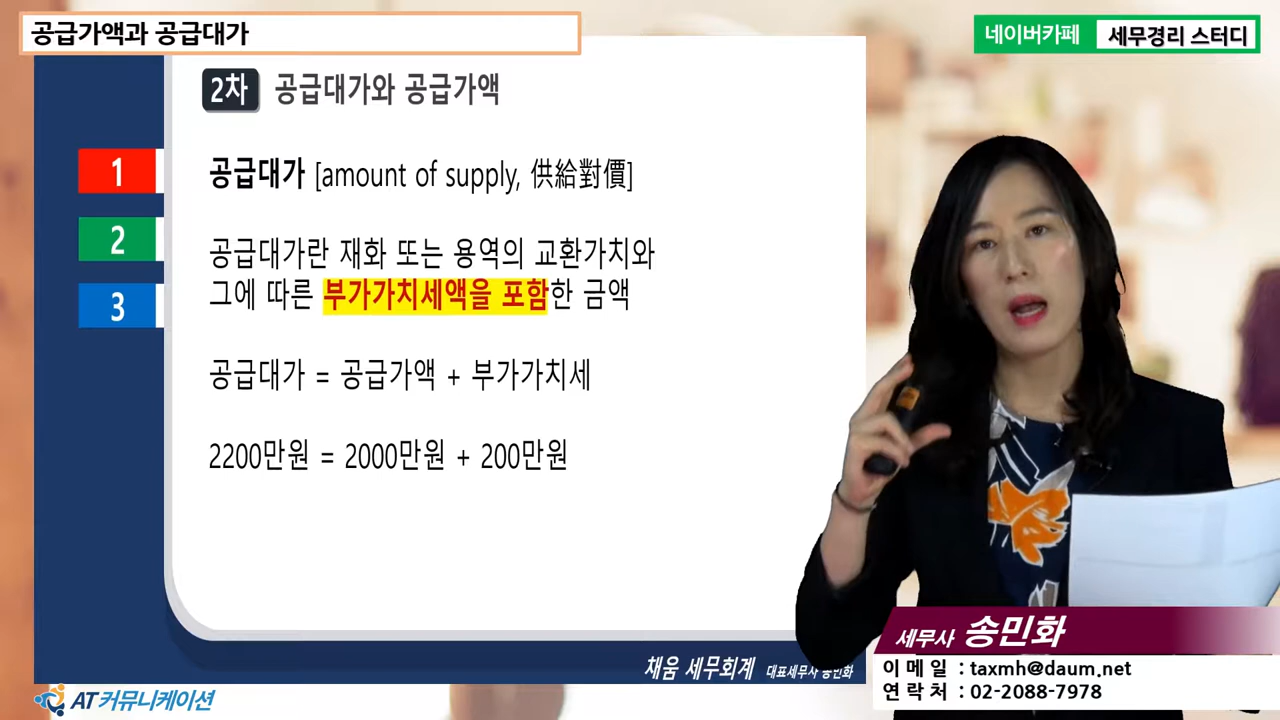 공급가액과 공급대가
네이버카페 세무경리 스터디
2차 공급대가와 공급가액
1
2
3
공급대가 [amount of supply, 供給對價]
공급대가란 재화 또는 용역의 교환가치와
그에 따른 부가가치세액을 포함한 금액
공급대가 = 공급가액 + 부가가치세
2200만원 = 2000만원 + 200만원
채움 세무회계 대표세무사 송민화
세무사 송민화
이 메 일 : taxmh@daum.net
연 락 처 : 02-2088-7978
AT커뮤니케이션